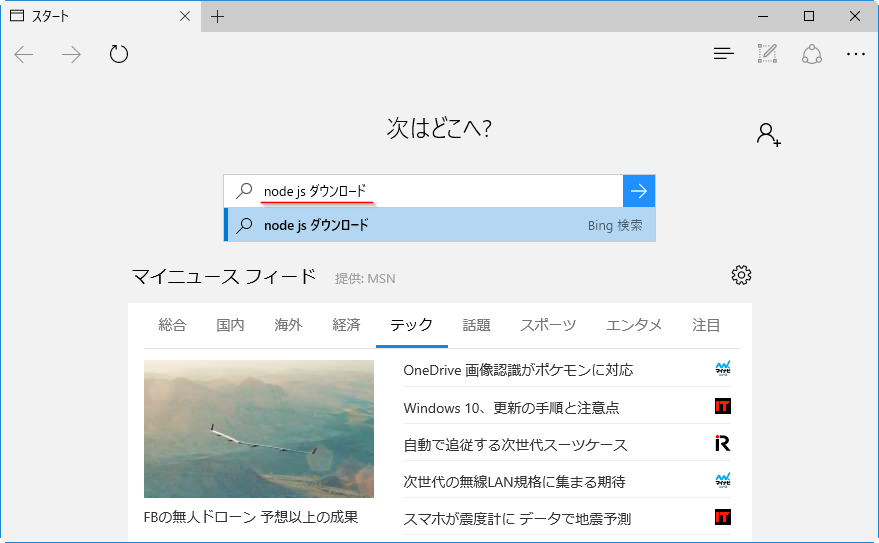 スタート
次はどこへ?
node js ダウンロード
node js ダウンロード Bing 検索
マイニュース フィード 提供: MSN
総合 国内 海外 経済 テック 話題 スポーツ エンタメ 注目
OneDrive 画像認識がポケモンに対応
Windows 10、更新の手順と注意点
IT
自動で追従する次世代スーツケース
iR
次世代の無線LAN規格に集まる期待
スマホが震度計に データで地震予測
IT
FBの無人ドローン 予想以上の成果